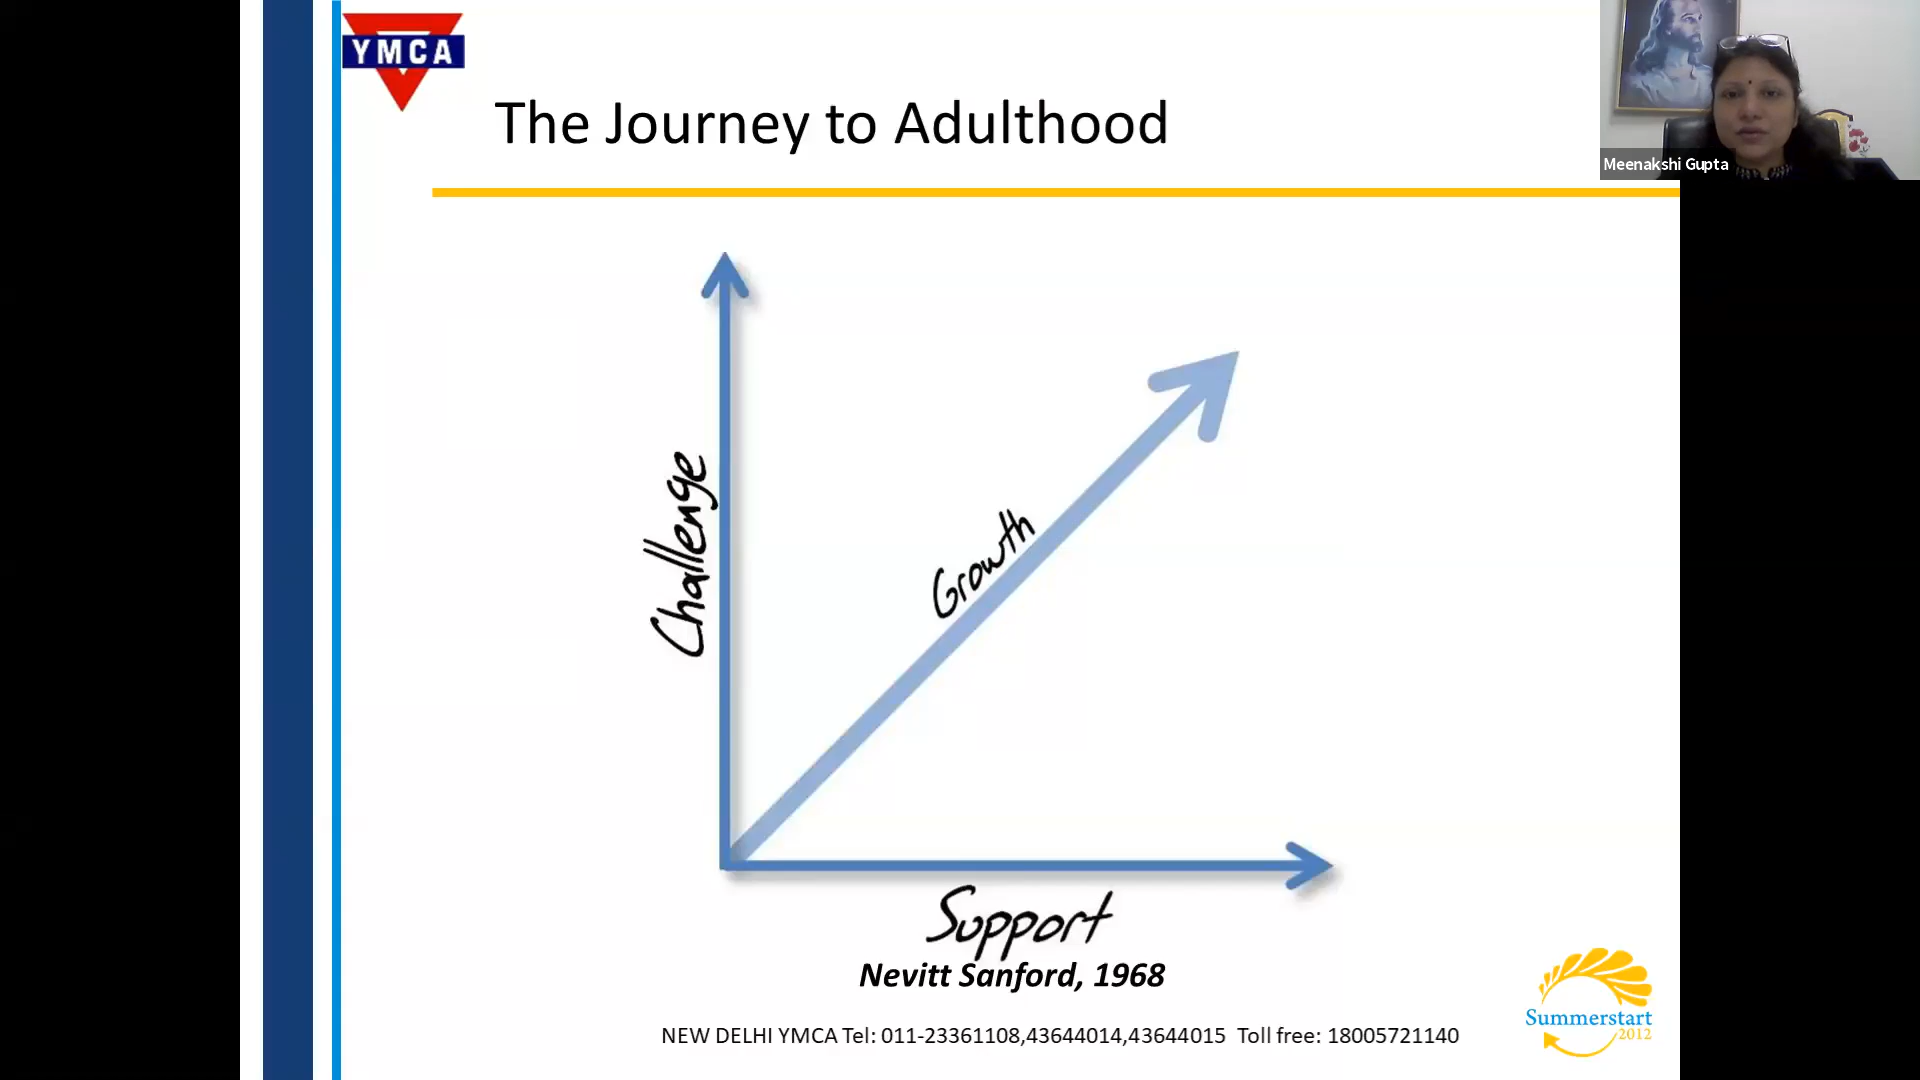 YMCA
The Journey to Adulthood
Meenakshi Gupta
Challenge
Growth
Support
Nevitt Sanford, 1968
NEW DELHI YMCA Tel: 011-23361108,43644014,43644015 Toll free: 18005721140
Summerstart
2012